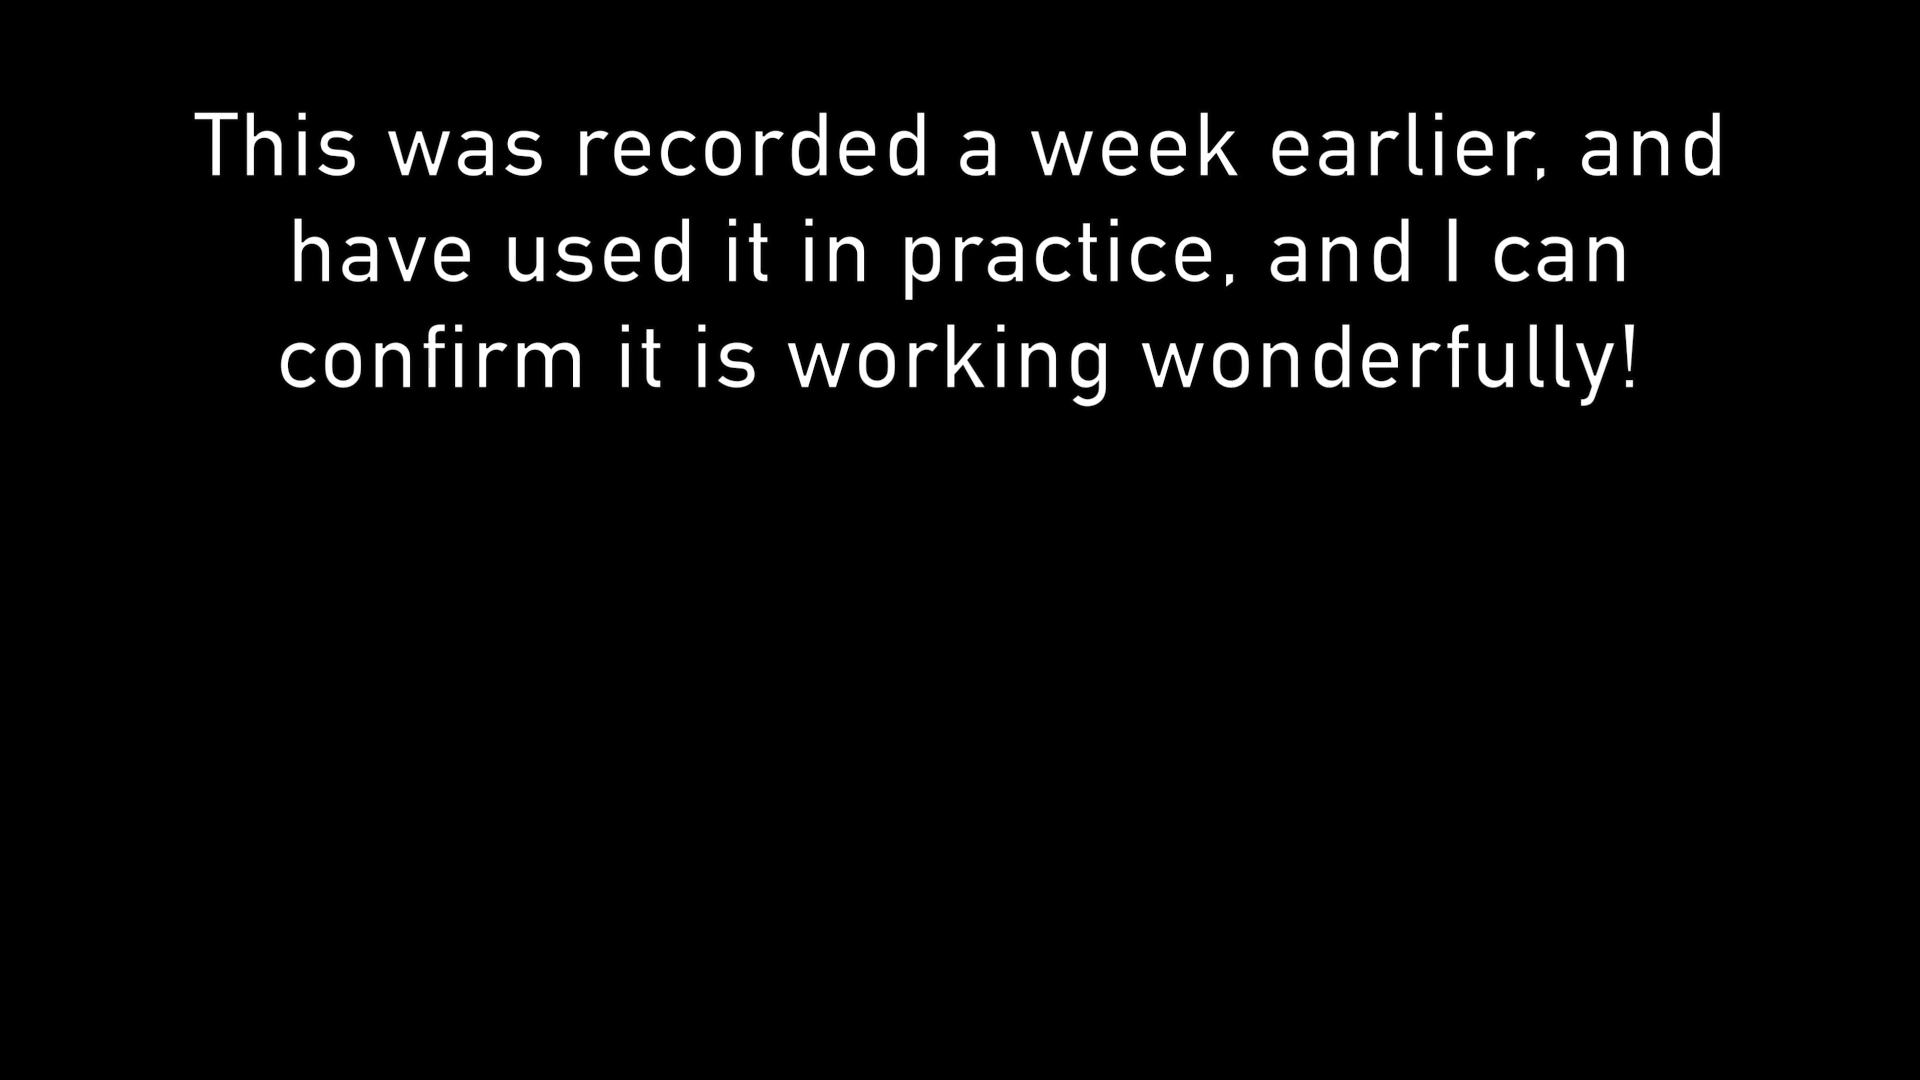 This was recorded a week earlier, and
have used it in practice, and I can
confirm it is working wonderfully!